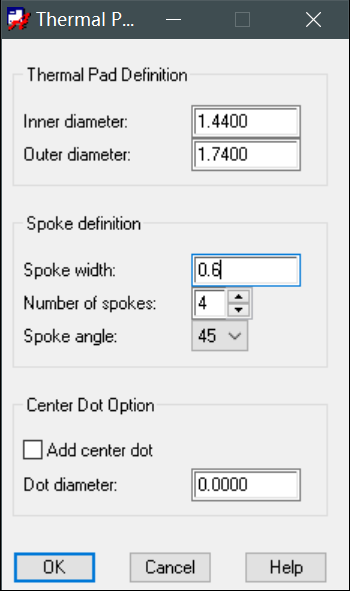 Thermal P...
Thermal Pad Definition
Inner diameter: 1.4400
Outer diameter: 1.7400
Spoke definition
Spoke width: 0.6
Number of spokes: 4
Spoke angle: 45
Center Dot Option
Add center dot
Dot diameter: 0.0000
OK Cancel Help